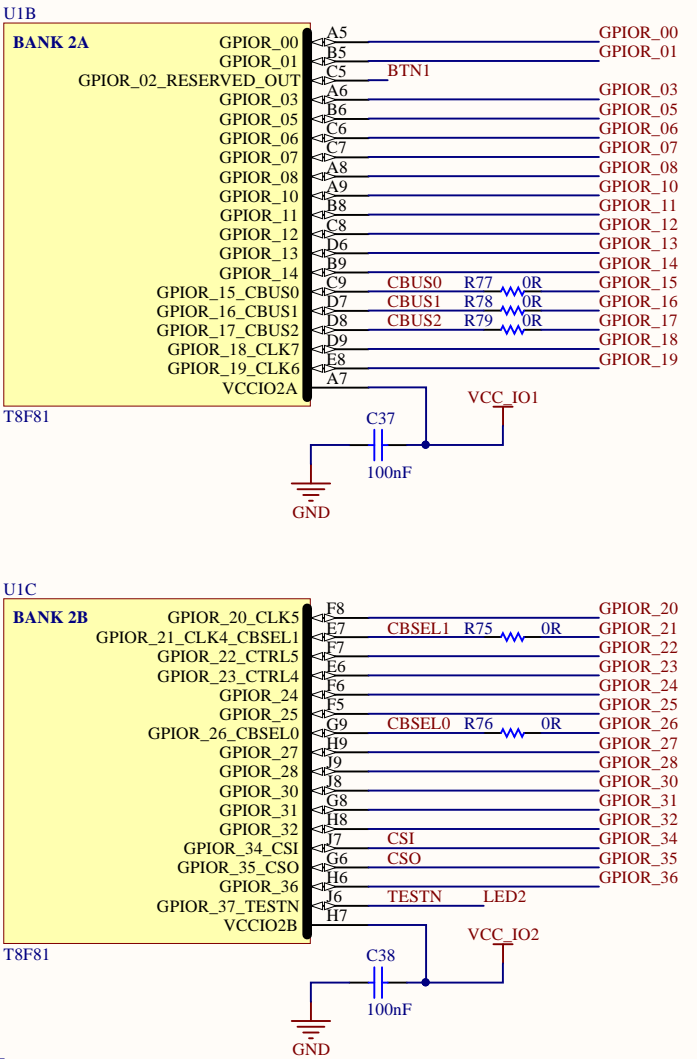 U1B
BANK 2A
GPIOR_00 A5 GPIOR_00
GPIOR_01 B5 GPIOR_01
GPIOR_02_RESERVED_OUT C5 BTN1
GPIOR_03 A6 GPIOR_03
GPIOR_05 B6 GPIOR_05
GPIOR_06 C6 GPIOR_06
GPIOR_07 C7 GPIOR_07
GPIOR_08 A8 GPIOR_08
GPIOR_10 A9 GPIOR_10
GPIOR_11 B8 GPIOR_11
GPIOR_12 C8 GPIOR_12
GPIOR_13 D6 GPIOR_13
GPIOR_14 B9 GPIOR_14
GPIOR_15_CBUS0 C9 CBUS0 R77 0R GPIOR_15
GPIOR_16_CBUS1 D7 CBUS1 R78 0R GPIOR_16
GPIOR_17_CBUS2 D8 CBUS2 R79 0R GPIOR_17
GPIOR_18_CLK7 D9 GPIOR_18
GPIOR_19_CLK6 E8 GPIOR_19
VCCIO2A A7
T8F81
VCC_IO1
C37
100nF
GND
U1C
BANK 2B
GPIOR_20_CLK5 F8 GPIOR_20
GPIOR_21_CLK4_CBSEL1 E7 CBSEL1 R75 0R GPIOR_21
GPIOR_22_CTRL5 F7 GPIOR_22
GPIOR_23_CTRL4 E6 GPIOR_23
GPIOR_24 F6 GPIOR_24
GPIOR_25 F5 GPIOR_25
GPIOR_26_CBSEL0 G9 CBSEL0 R76 0R GPIOR_26
GPIOR_27 H9 GPIOR_27
GPIOR_28 J9 GPIOR_28
GPIOR_30 J8 GPIOR_30
GPIOR_31 G8 GPIOR_31
GPIOR_32 H8 GPIOR_32
GPIOR_34_CSI J7 CSI GPIOR_34
GPIOR_35_CSO G6 CSO GPIOR_35
GPIOR_36 H6 GPIOR_36
GPIOR_37_TESTN J6 TESTN LED2
VCCIO2B H7
T8F81
VCC_IO2
C38
100nF
GND